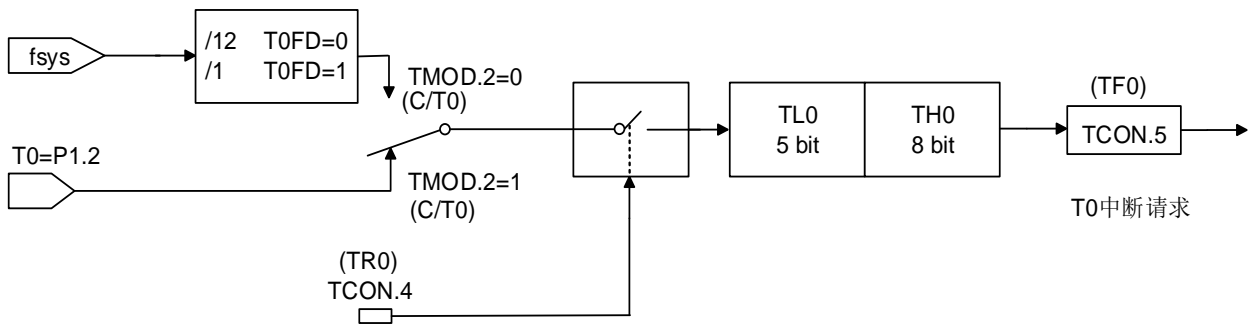 fsys
/12 T0FD=0
/1 T0FD=1
TMOD.2=0
(C/T0)
T0=P1.2
TMOD.2=1
(C/T0)
(TR0)
TCON.4
TL0
5 bit
TH0
8 bit
(TF0)
TCON.5
T0中断请求